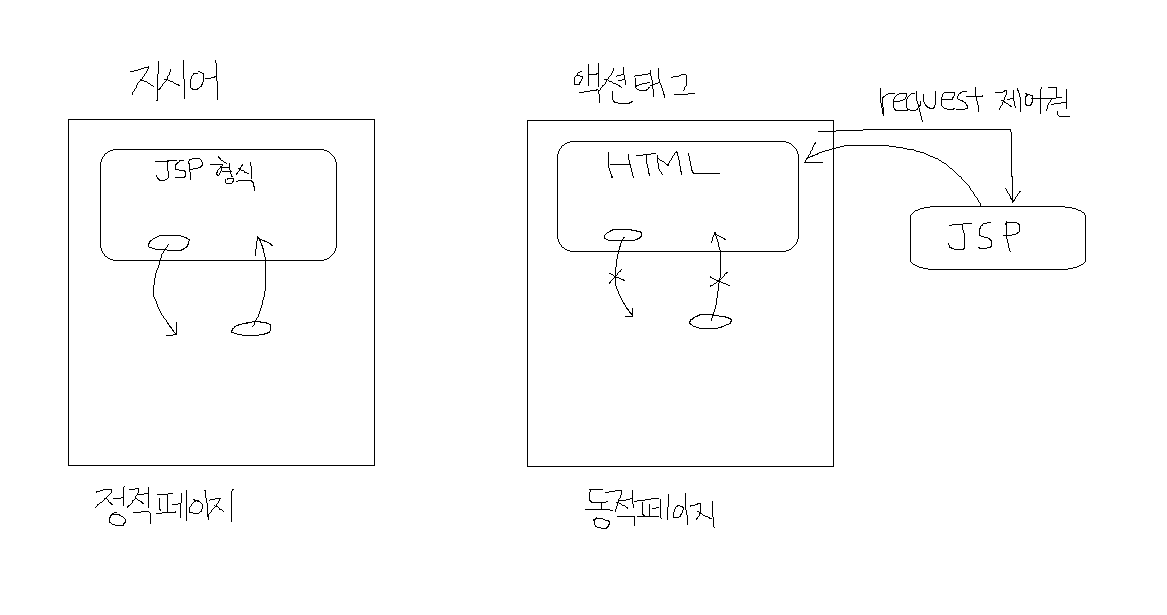 지시어
JSP 형식
정적페이지
액션태그
HTML
동적페이지
request 제어권
JSP